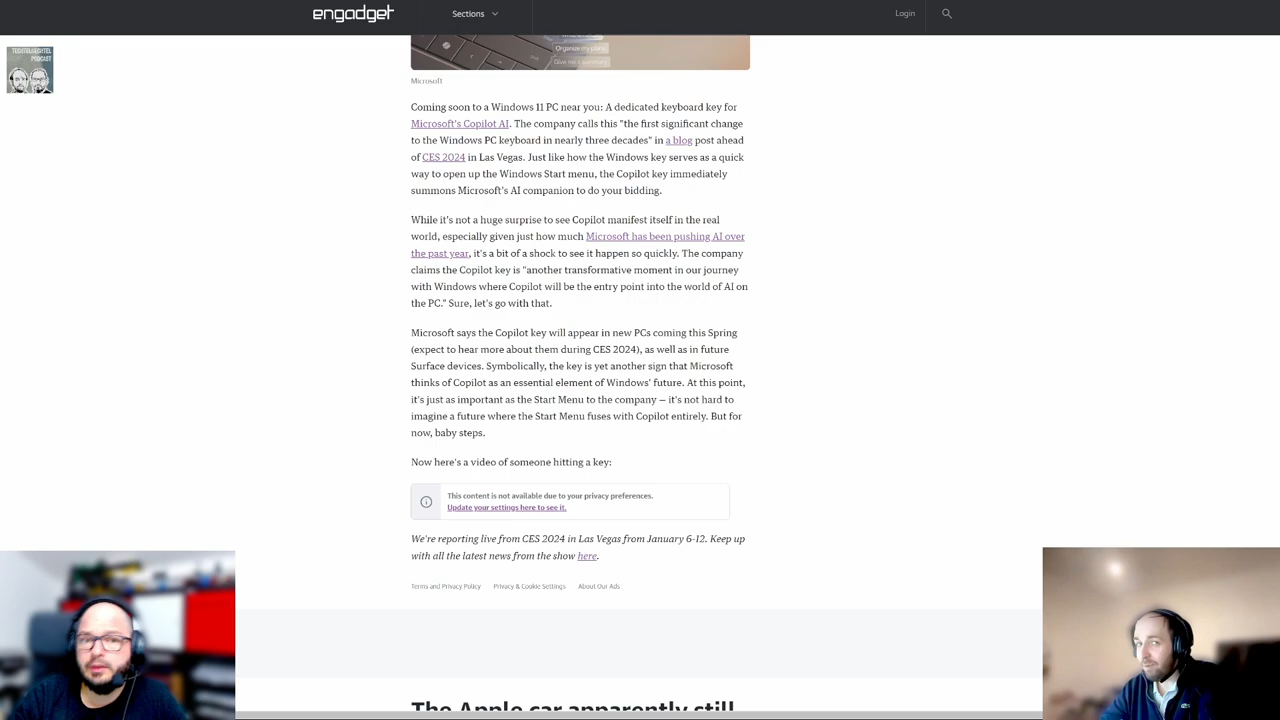 engadget
Sections
Login
PODCAST
Organize my plans
Give me a summary
Microsoft
Coming soon to a Windows 11 PC near you: A dedicated keyboard key for
Microsoft's Copilot AI. The company calls this "the first significant change
to the Windows PC keyboard in nearly three decades" in a blog post ahead
of CES 2024 in Las Vegas. Just like how the Windows key serves as a quick
way to open up the Windows Start menu, the Copilot key immediately
summons Microsoft's AI companion to do your bidding.
While it's not a huge surprise to see Copilot manifest itself in the real
world, especially given just how much Microsoft has been pushing AI over
the past year, it's a bit of a shock to see it happen so quickly. The company
claims the Copilot key is "another transformative moment in our journey
with Windows where Copilot will be the entry point into the world of AI on
the PC." Sure, let's go with that.
Microsoft says the Copilot key will appear in new PCs coming this Spring
(expect to hear more about them during CES 2024), as well as in future
Surface devices. Symbolically, the key is yet another sign that Microsoft
thinks of Copilot as an essential element of Windows' future. At this point,
it's just as important as the Start Menu to the company — it's not hard to
imagine a future where the Start Menu fuses with Copilot entirely. But for
now, baby steps.
Now here's a video of someone hitting a key:
This content is not available due to your privacy preferences.
Update your settings here to see it.
We're reporting live from CES 2024 in Las Vegas from January 6-12. Keep up
with all the latest news from the show here.
Terms and Privacy Policy Privacy & Cookie Settings About Our Ads
The Apple car apparently still